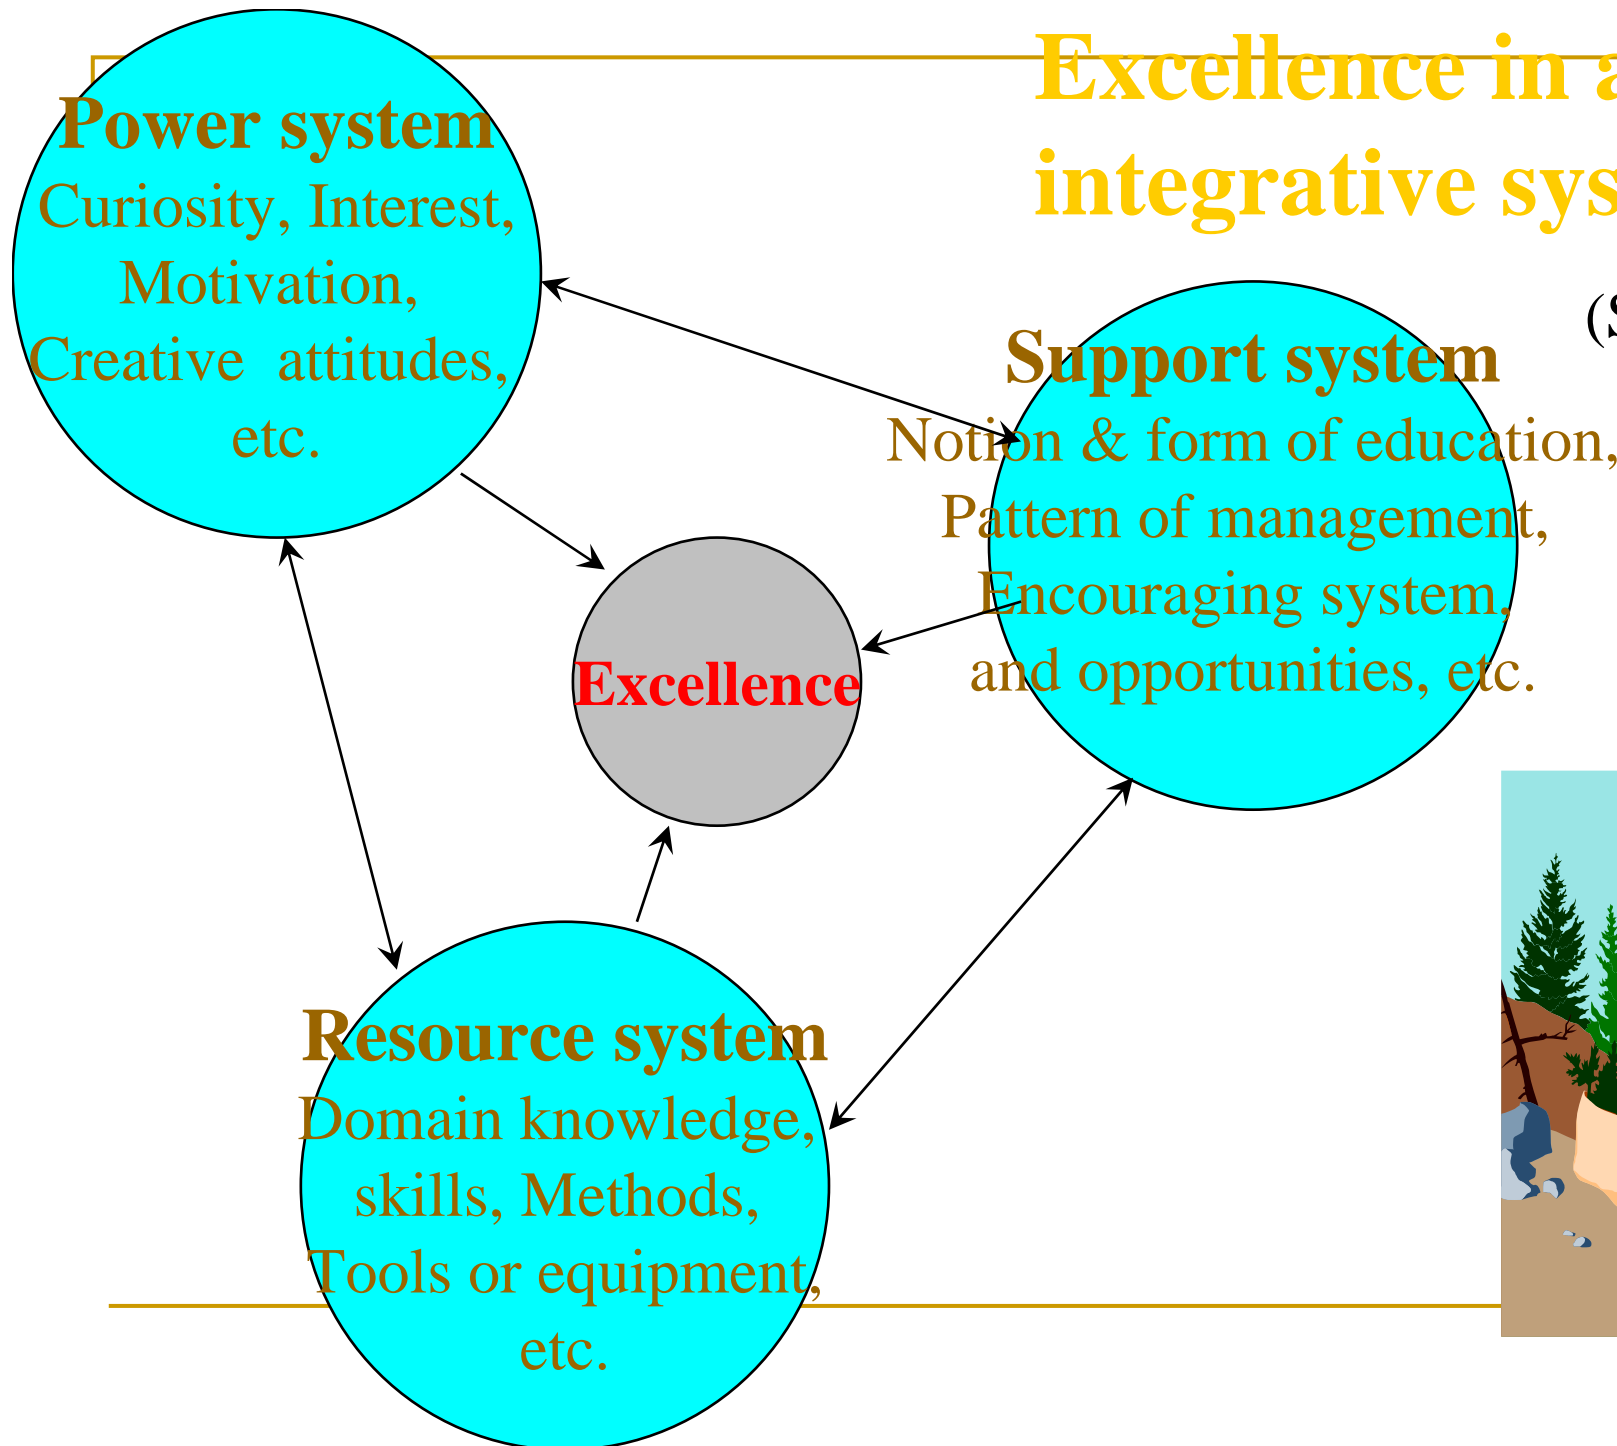 Excellence in a
integrative sys
Power system
Curiosity, Interest,
Motivation,
Creative attitudes,
etc.
(S
Support system
Notion & form of education,
Pattern of management,
Encouraging system,
and opportunities, etc.
Excellence
Resource system
Domain knowledge,
skills, Methods,
Tools or equipment,
etc.